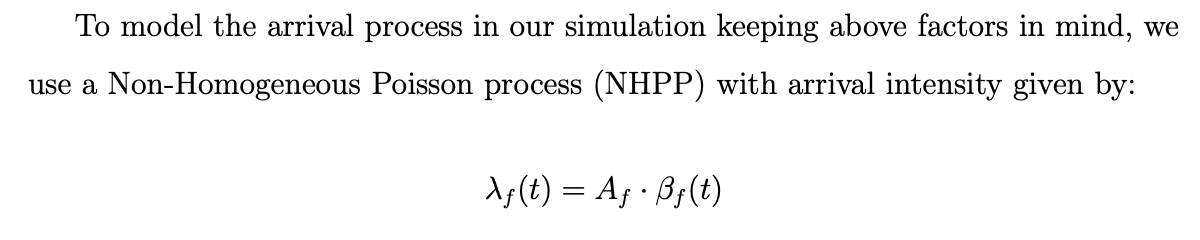 To model the arrival process in our simulation keeping above factors in mind, we
use a Non-Homogeneous Poisson process (NHPP) with arrival intensity given by:
λ_f(t) = A_f · β_f(t)